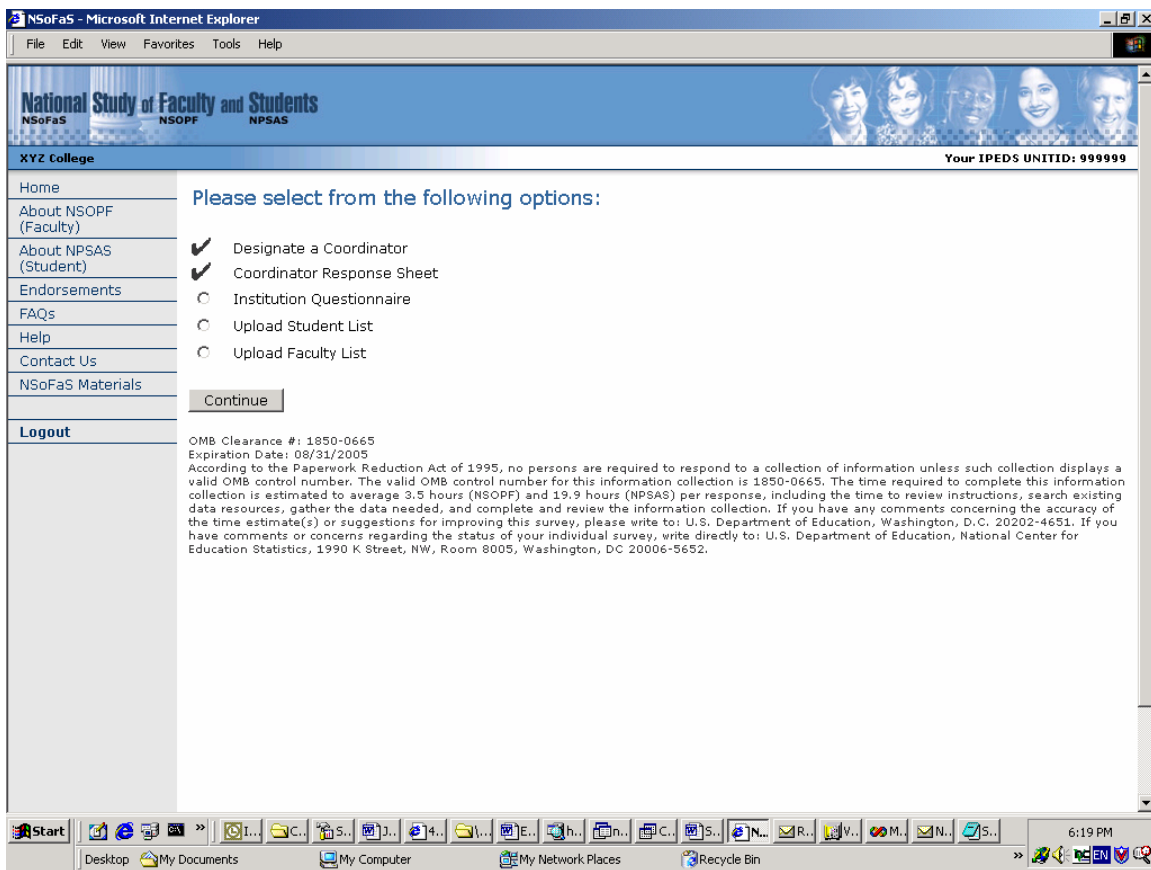 NSoFaS - Microsoft Internet Explorer
File Edit View Favorites Tools Help
National Study of Faculty and Students
NSoFaS NSOPF NPSAS
XYZ College Your IPEDS UNITID: 999999
Home
About NSOPF
(Faculty)
About NPSAS
(Student)
Endorsements
FAQs
Help
Contact Us
NSoFaS Materials
Logout
Please select from the following options:
Designate a Coordinator
Coordinator Response Sheet
Institution Questionnaire
Upload Student List
Upload Faculty List
Continue
OMB Clearance #: 1850-0665
Expiration Date: 08/31/2005
According to the Paperwork Reduction Act of 1995, no persons are required to respond to a collection of information unless such collection displays a
valid OMB control number. The valid OMB control number for this information collection is 1850-0665. The time required to complete this information
collection is estimated to average 3.5 hours (NSOPF) and 19.9 hours (NPSAS) per response, including the time to review instructions, search existing
data resources, gather the data needed, and complete and review the information collection. If you have any comments concerning the accuracy of
the time estimate(s) or suggestions for improving this survey, please write to: U.S. Department of Education, Washington, D.C. 20202-4651. If you
have comments or concerns regarding the status of your individual survey, write directly to: U.S. Department of Education, National Center for
Education Statistics, 1990 K Street, NW, Room 8005, Washington, DC 20006-5652.
Start » I... C.. S.. J.. 4.. \... E.. h.. n.. C.. S.. N... R.. V.. M.. N.. S.. 6:19 PM
Desktop My Documents My Computer My Network Places Recycle Bin » EN